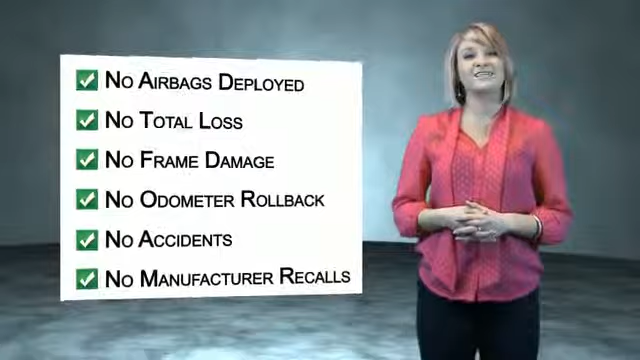 No Airbags Deployed
No Total Loss
No Frame Damage
No Odometer Rollback
No Accidents
No Manufacturer Recalls